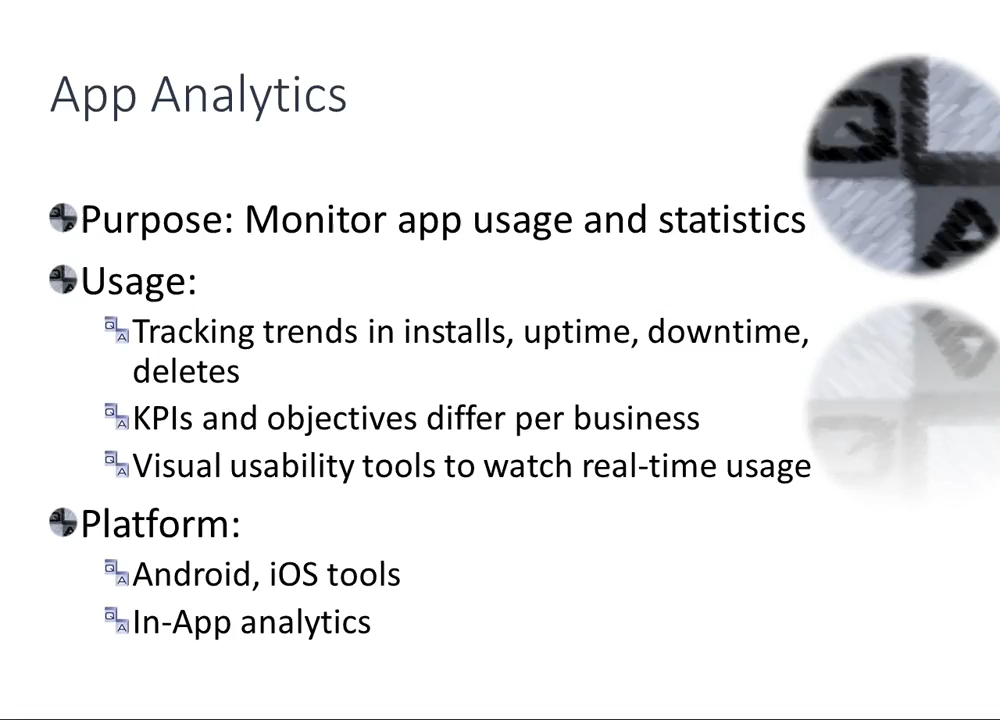 App Analytics
Purpose: Monitor app usage and statistics
Usage:
Tracking trends in installs, uptime, downtime,
deletes
KPIs and objectives differ per business
Visual usability tools to watch real-time usage
Platform:
Android, iOS tools
In-App analytics